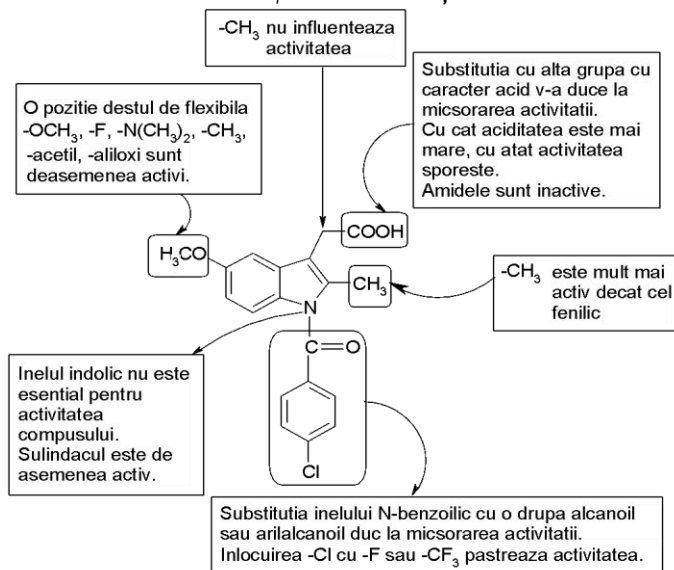 -CH₃ nu influenteaza
activitatea
O pozitie destul de flexibila
-OCH₃, -F, -N(CH₃)₂, -CH₃,
-acetil, -aliloxi sunt
deasemenea activi.
Substitutia cu alta grupa cu
caracter acid v-a duce la
micsorarea activitatii.
Cu cat aciditatea este mai
mare, cu atat activitatea
sporeste.
Amidele sunt inactive.
COOH
H₃CO
CH₃
-CH₃ este mult mai
activ decat cel
fenilic
N
C=O
Inelul indolic nu este
esential pentru
activitatea
compusului.
Sulindacul este de
asemenea activ.
Cl
Substitutia inelului N-benzoilic cu o drupa alcanoil
sau arilalcanoil duc la micsorarea activitatii.
Inlocuirea -Cl cu -F sau -CF₃ pastreaza activitatea.